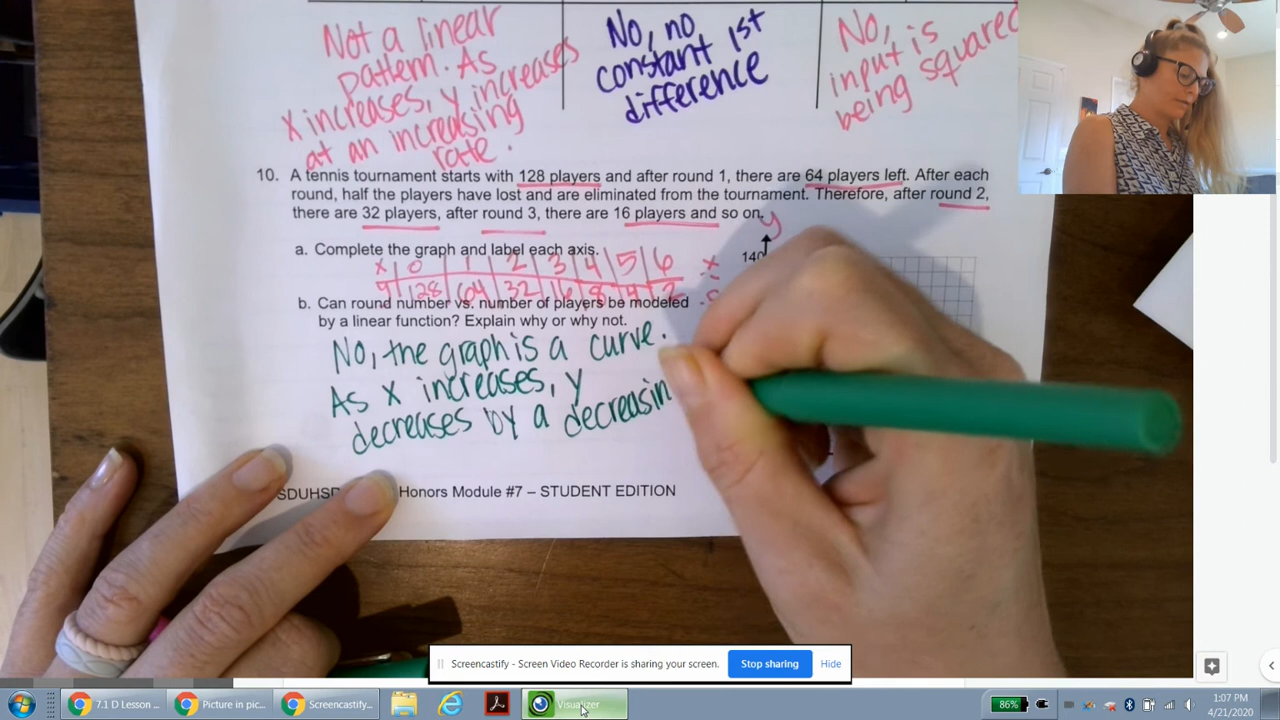 Not a linear
pattern. As
x increases, y increases
at an increasing
rate.
No, no
constant 1st
difference
No,
input is
being squared
10. A tennis tournament starts with 128 players and after round 1, there are 64 players left. After each
round, half the players have lost and are eliminated from the tournament. Therefore, after round 2,
there are 32 players, after round 3, there are 16 players and so on.
y
a. Complete the graph and label each axis.
140
x 0 1 2 3 4 5 6
y 128 64 32 16 8 4 2
b. Can round number vs. number of players be modeled
by a linear function? Explain why or why not.
No, the graph is a curve.
As x increases, y
decreases by a decreasin
SDUHSD Honors Module #7 – STUDENT EDITION
Screencastify - Screen Video Recorder is sharing your screen.
Stop sharing
Hide
7.1 D Lesson ...
Picture in pic...
Screencastify...
Visualizer
86%
1:07 PM
4/21/2020